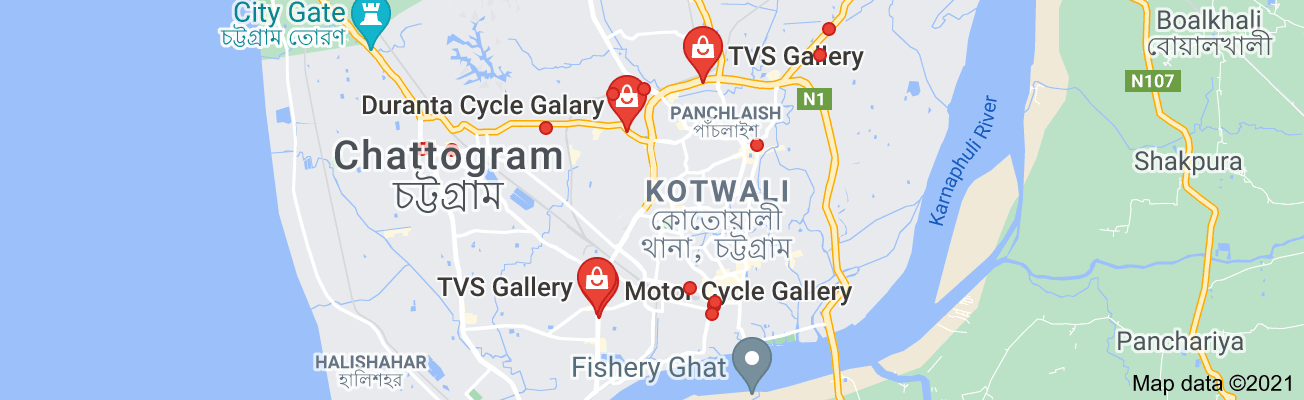 City Gate
চট্টগ্রাম তোরণ
Boalkhali
বোয়ালখালী
TVS Gallery
N107
N1
Duranta Cycle Galary
PANCHLAISH
পাঁচলাইশ
Chattogram
চট্টগ্রাম
Shakpura
Karnaphuli River
KOTWALI
কোতোয়ালী
থানা, চট্টগ্রাম
TVS Gallery
Motor Cycle Gallery
Panchariya
HALISHAHAR
হালিশহর
Fishery Ghat
Map data ©2021